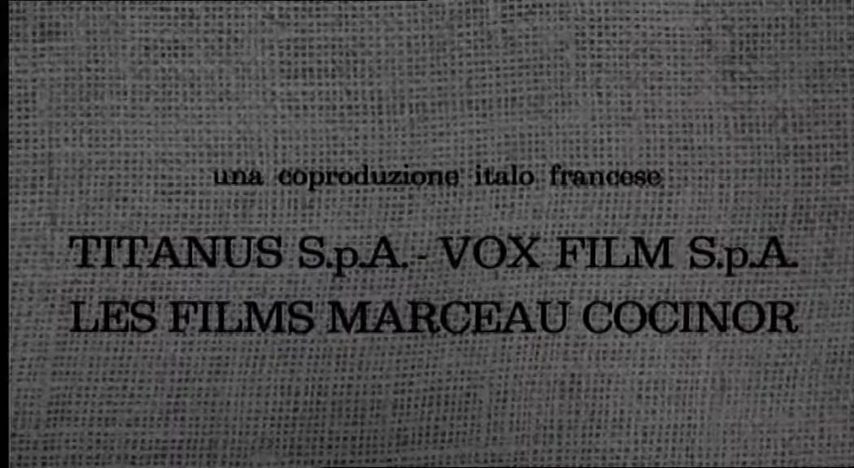 una coproduzione italo francese
TITANUS S.p.A. - VOX FILM S.p.A.
LES FILMS MARCEAU COCINOR